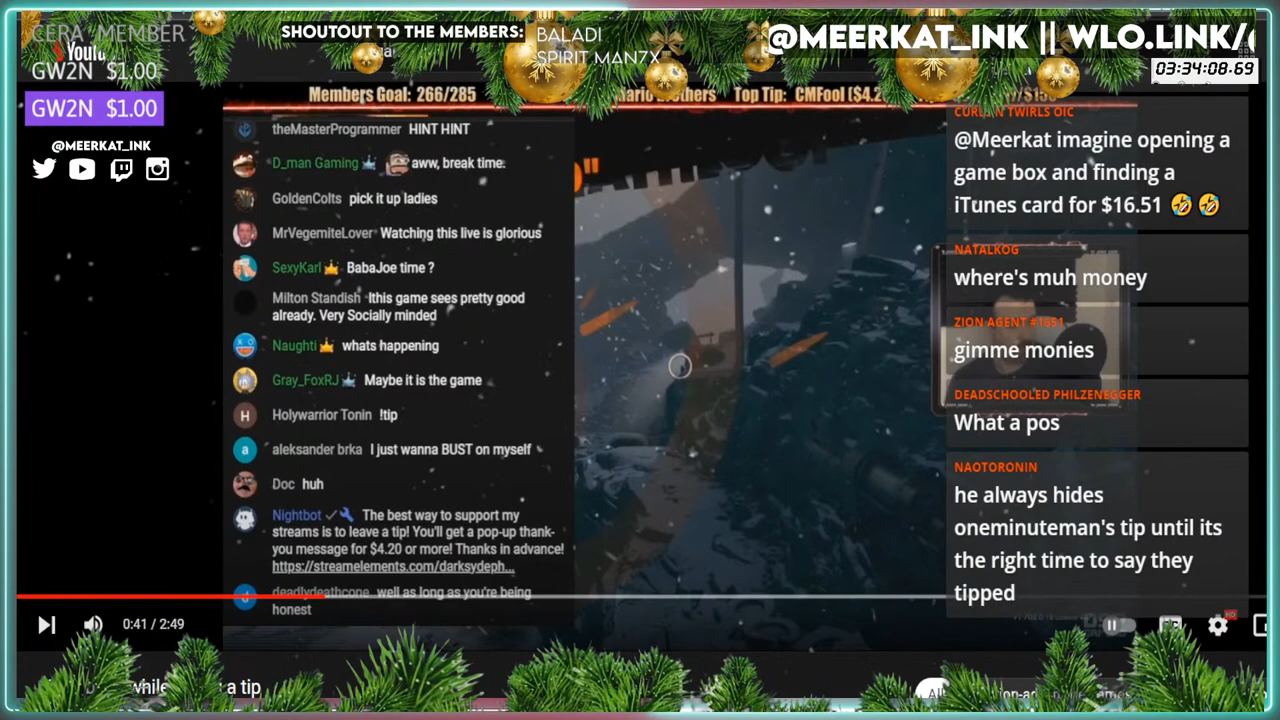 CERA MEMBER
GW2N $1.00
GW2N $1.00
@MEERKAT_INK
SHOUTOUT TO THE MEMBERS:
BALADI
SPIRIT MAN7X
@MEERKAT_INK || WLO.LINK/
03:34:08.69
Members Goal: 266/285
Top Tip: CMFool ($4.2
theMasterProgrammer HINT HINT
D_man Gaming aww, break time.
GoldenColts pick it up ladies
MrVegemiteLover Watching this live is glorious
SexyKarl BabaJoe time ?
Milton Standish Ithis game sees pretty good
already. Very Socially minded
Naughti whats happening
Gray_FoxRJ Maybe it is the game
Holywarrior Tonin !tip
aleksander brka I just wanna BUST on myself
Doc huh
Nightbot The best way to support my
streams is to leave a tip! You'll get a pop-up thank-
you message for $4.20 or more! Thanks in advance!
https://streamelements.com/darksydeph...
deadlydeathcone well as long as you're being
honest
@Meerkat imagine opening a
game box and finding a
iTunes card for $16.51 🤣 🤣
NATALKOG
where's muh money
ZION AGENT #1651
gimme monies
DEADSCHOOLED PHILZENEGGER
What a pos
NAOTORONIN
he always hides
oneminuteman's tip until its
the right time to say they
tipped
0:41 / 2:49
HD
while
a tip